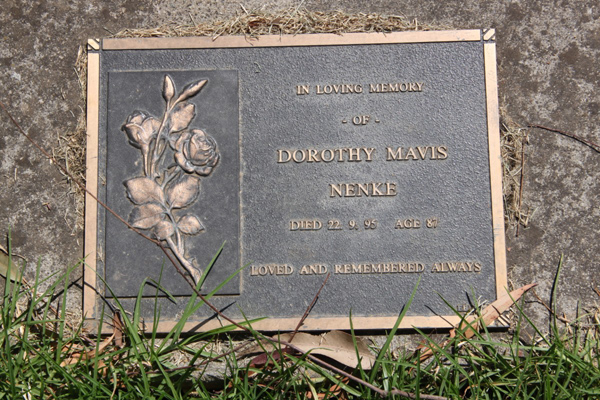 IN LOVING MEMORY
- OF -
DOROTHY MAVIS
NENKE
DIED 22. 9. 95 AGE 87
LOVED AND REMEMBERED ALWAYS